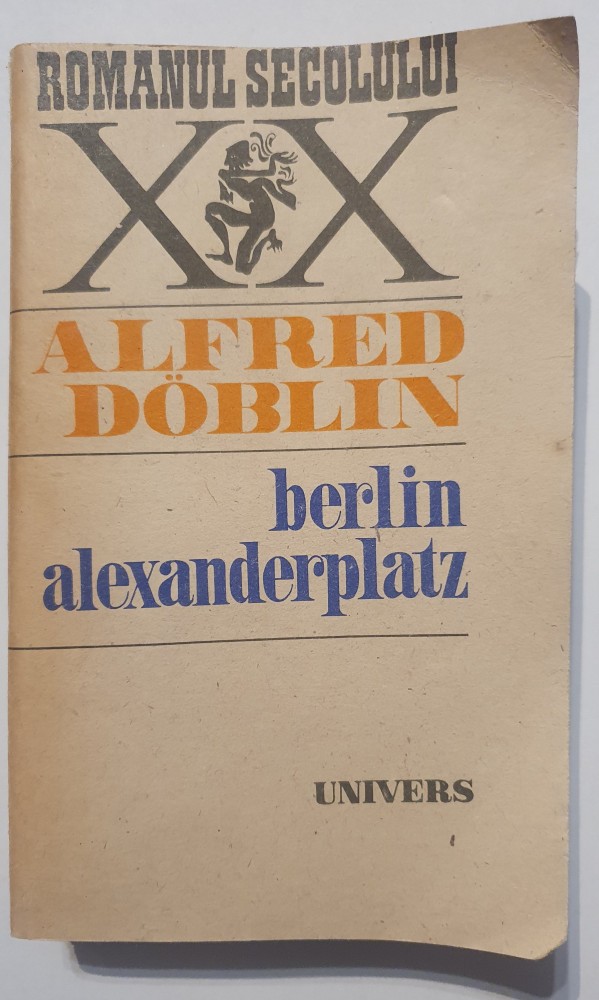 ROMANUL SECOLULUI
XX
ALFRED
DÖBLIN
berlin
alexanderplatz
UNIVERS